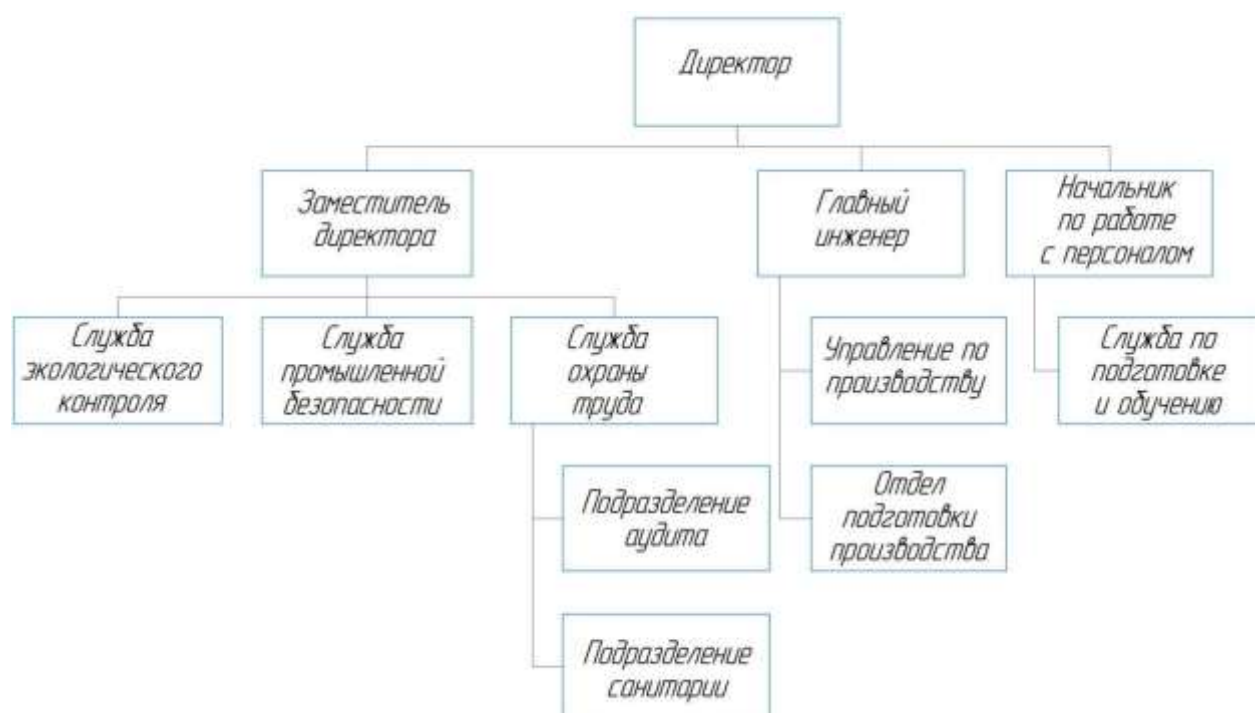 Директор
Заместитель
директора
Главный
инженер
Начальник
по работе
с персоналом
Служба
экологического
контроля
Служба
промышленной
безопасности
Служба
охраны
труда
Управление по
производству
Служба по
подготовке
и обучению
Подразделение
аудита
Отдел
подготовки
производства
Подразделение
санитарии